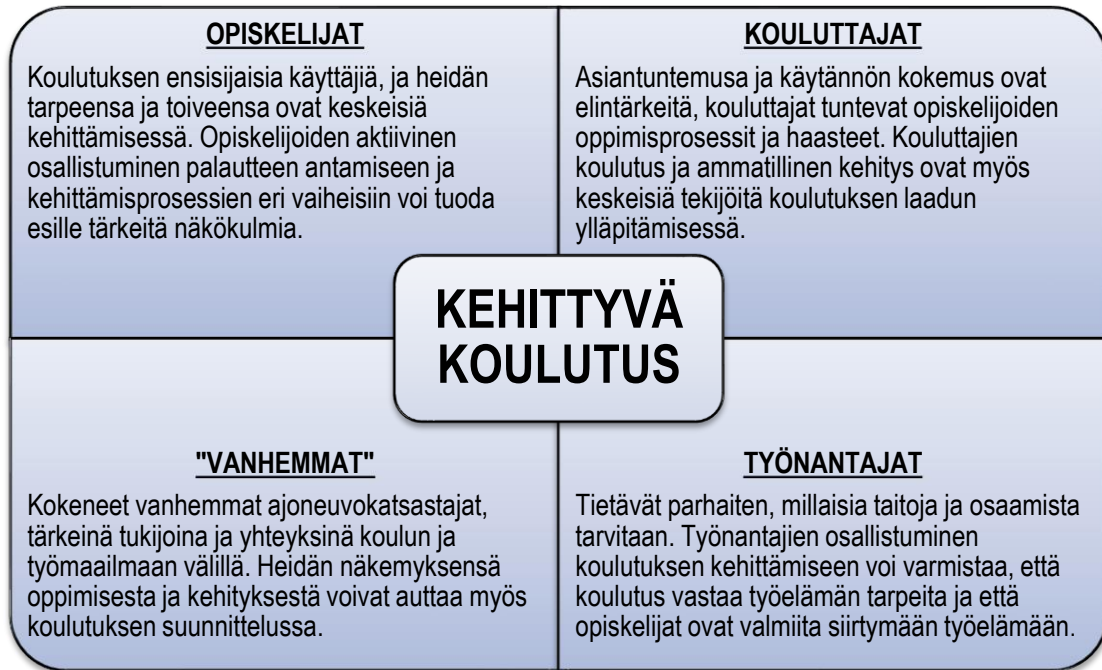 OPISKELIJAT
Koulutuksen ensisijaisia käyttäjiä, ja heidän
tarpeensa ja toiveensa ovat keskeisiä
kehittämisessä. Opiskelijoiden aktiivinen
osallistuminen palautteen antamiseen ja
kehittämisprosessien eri vaiheisiin voi tuoda
esille tärkeitä näkökulmia.
KOULUTTAJAT
Asiantuntemusa ja käytännön kokemus ovat
elintärkeitä, kouluttajat tuntevat opiskelijoiden
oppimisprosessit ja haasteet. Kouluttajien
koulutus ja ammatillinen kehitys ovat myös
keskeisiä tekijöitä koulutuksen laadun
ylläpitämisessä.
KEHITTYVÄ
KOULUTUS
"VANHEMMAT"
Kokeneet vanhemmat ajoneuvokatsastajat,
tärkeinä tukijoina ja yhteyksinä koulun ja
työmaailmaan välillä. Heidän näkemyksensä
oppimisesta ja kehityksestä voivat auttaa myös
koulutuksen suunnittelussa.
TYÖNANTAJAT
Tietävät parhaiten, millaisia taitoja ja osaamista
tarvitaan. Työnantajien osallistuminen
koulutuksen kehittämiseen voi varmistaa, että
koulutus vastaa työelämän tarpeita ja että
opiskelijat ovat valmiita siirtymään työelämään.